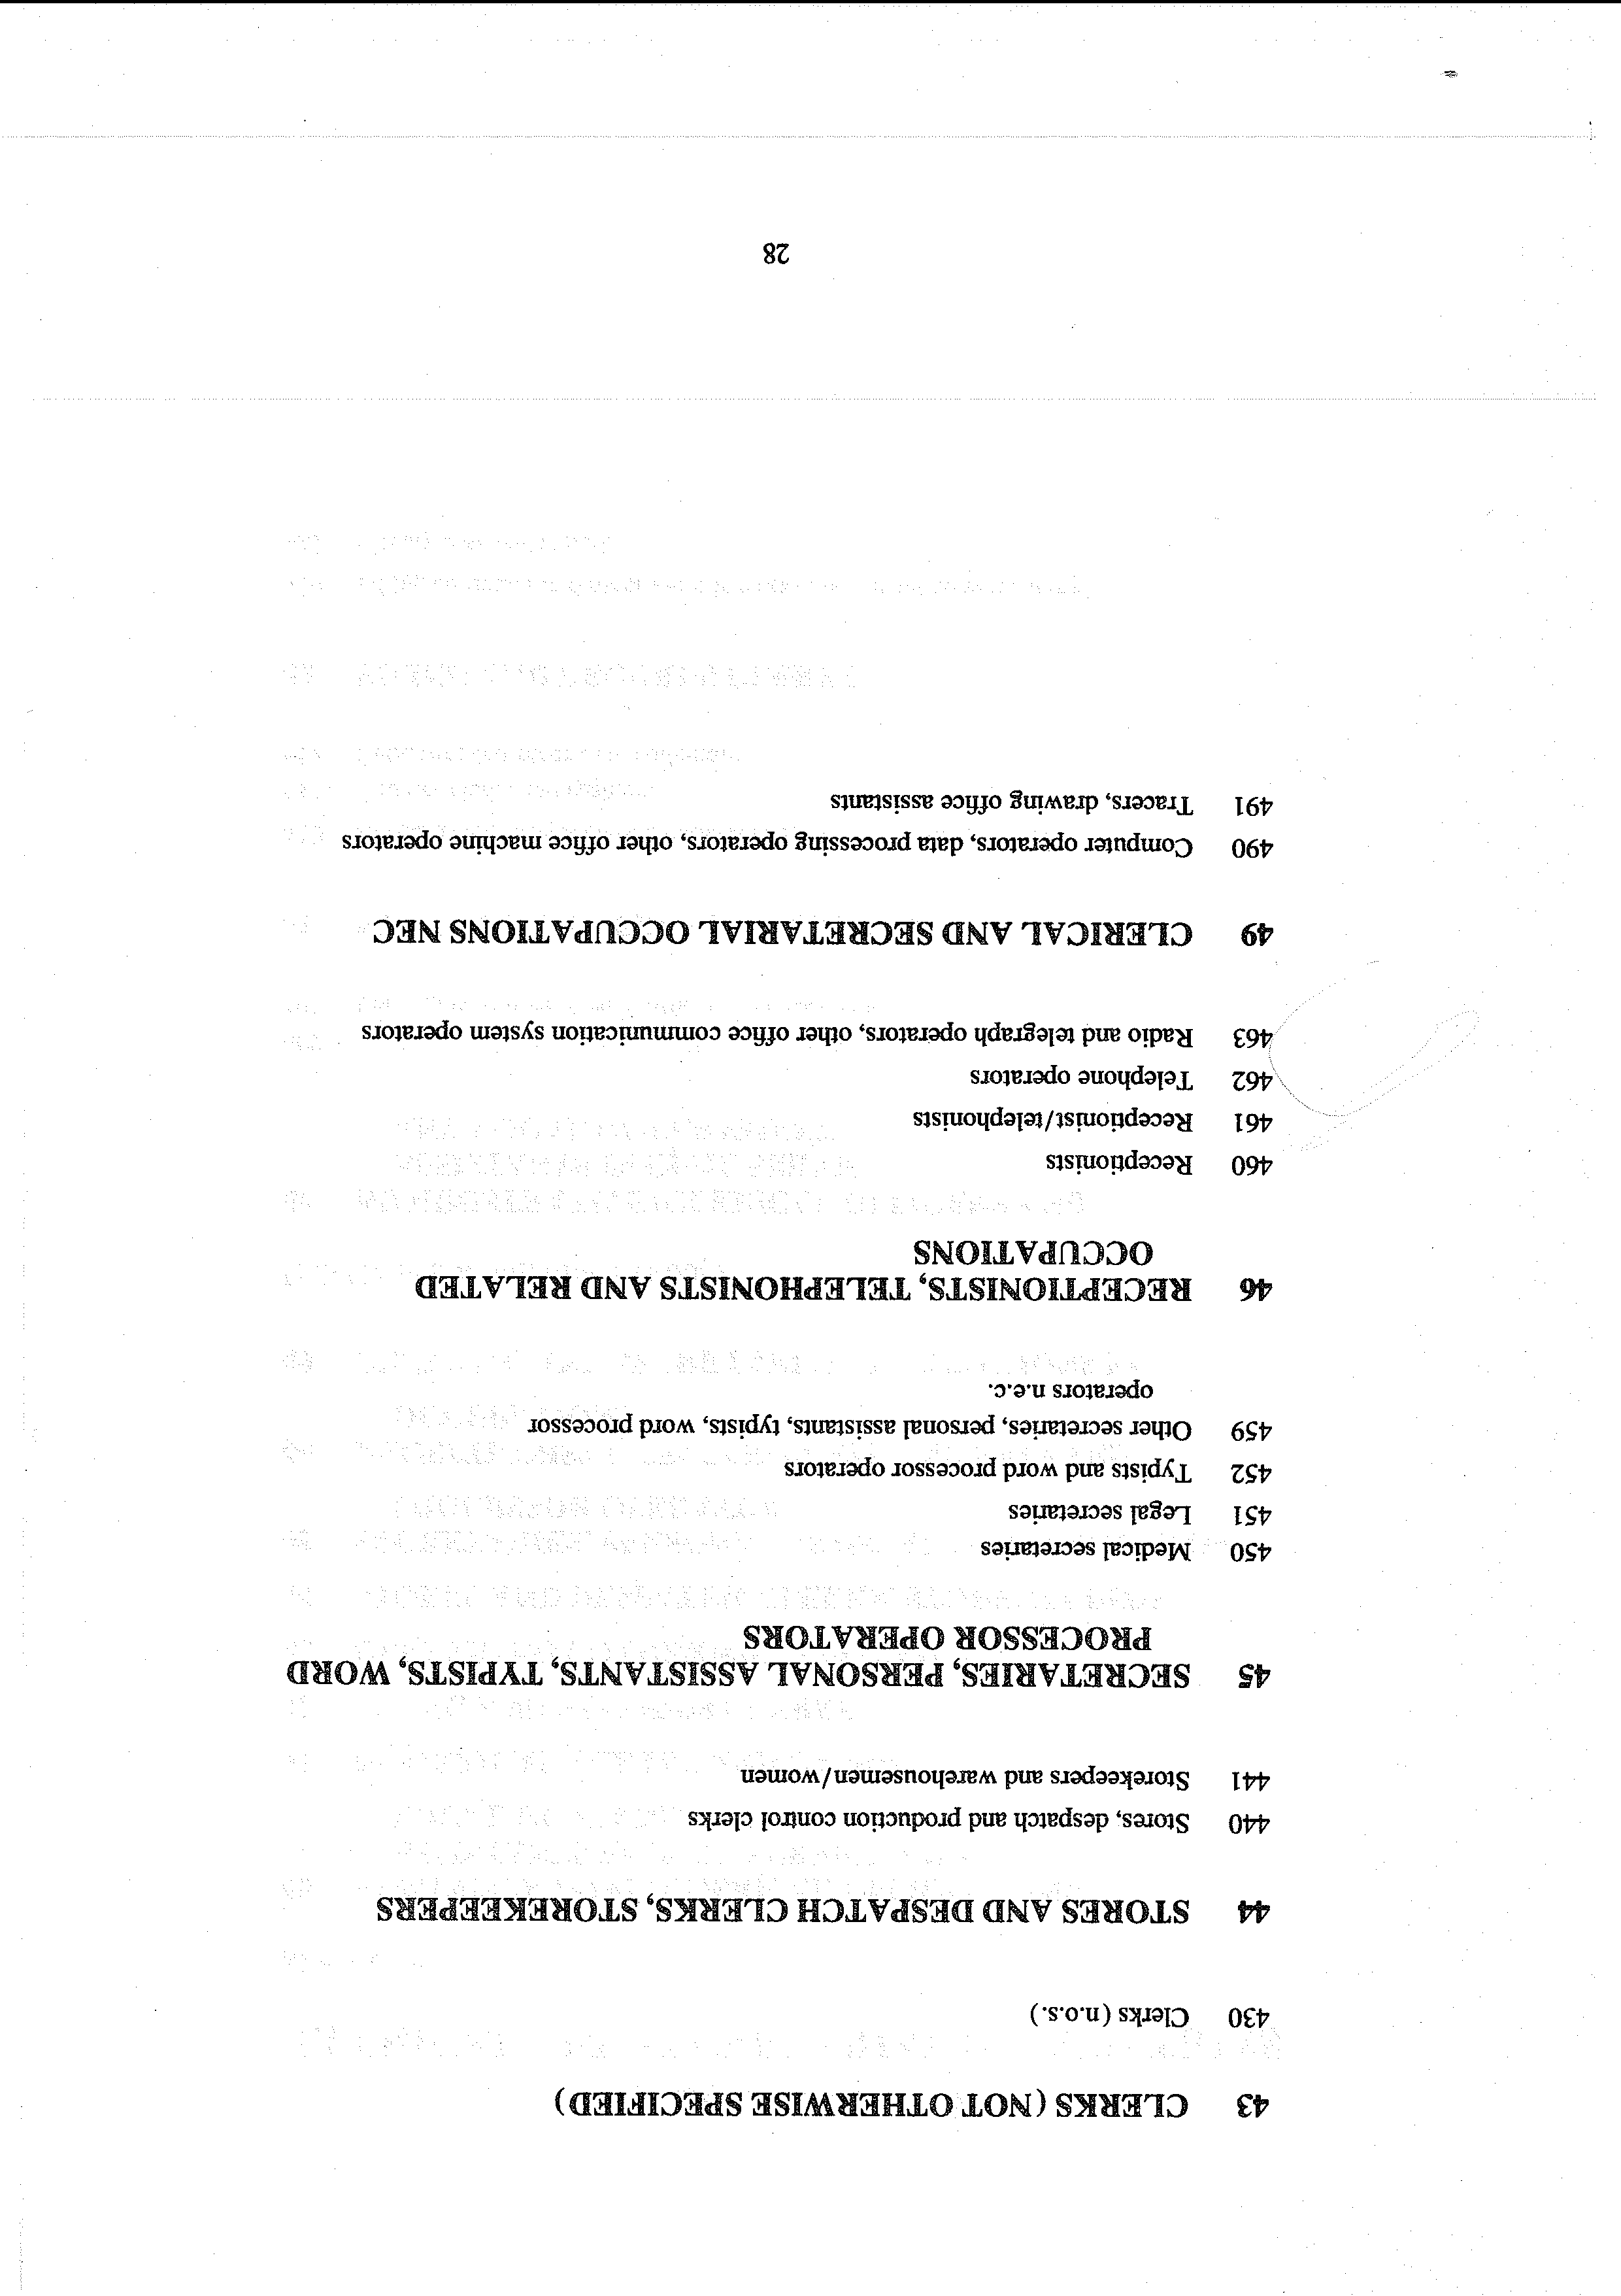 43 CLERKS (NOT OTHERWISE SPECIFIED)
430 Clerks (n.o.s.)
44 STORES AND DESPATCH CLERKS, STOREKEEPERS
440 Stores, despatch and production control clerks
441 Storekeepers and warehousemen/women
45 SECRETARIES, PERSONAL ASSISTANTS, TYPISTS, WORD
PROCESSOR OPERATORS
450 Medical secretaries
451 Legal secretaries
452 Typists and word processor operators
459 Other secretaries, personal assistants, typists, word processor
operators n.e.c.
46 RECEPTIONISTS, TELEPHONISTS AND RELATED
OCCUPATIONS
460 Receptionists
461 Receptionist/telephonists
462 Telephone operators
463 Radio and telegraph operators, other office communication system operators
49 CLERICAL AND SECRETARIAL OCCUPATIONS NEC
490 Computer operators, data processing operators, other office machine operators
491 Tracers, drawing office assistants
28